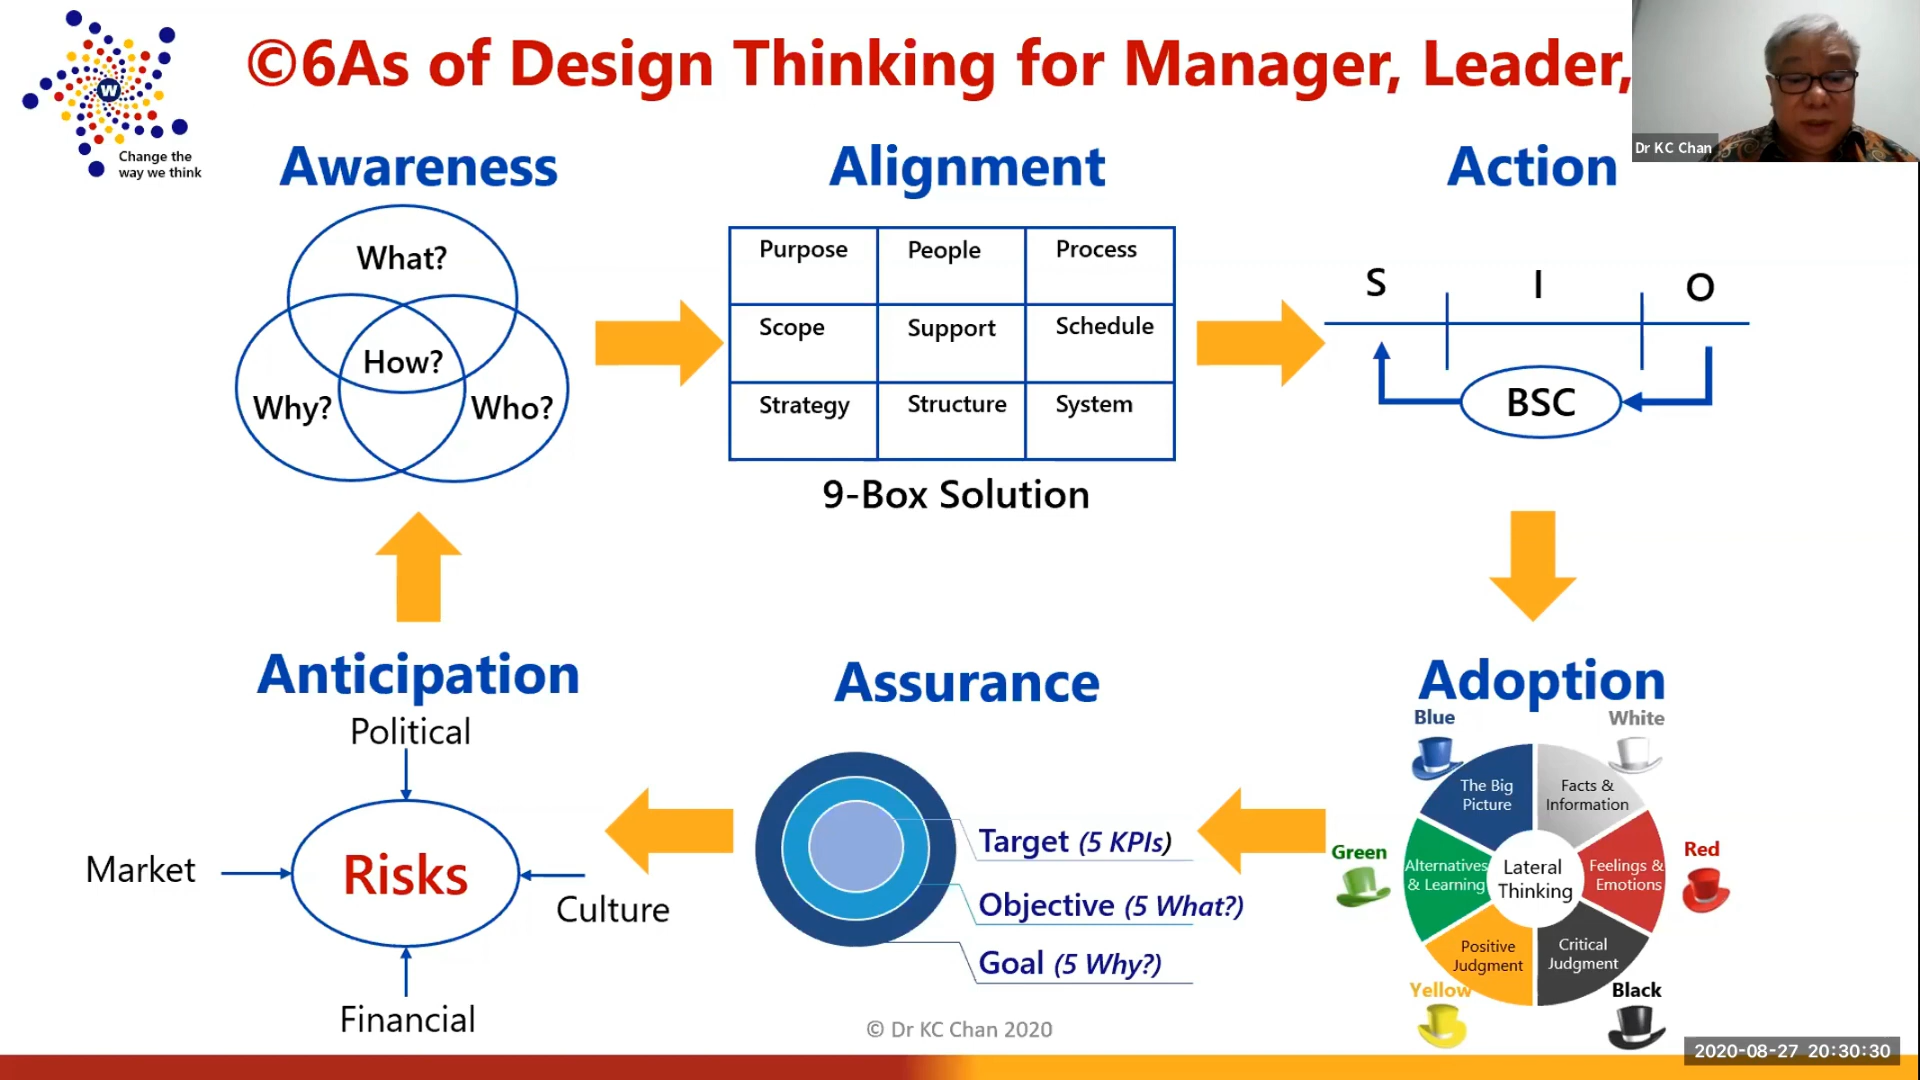 ©6As of Design Thinking for Manager, Leader,
W
Change the
way we think
Dr KC Chan
Awareness
What?
How?
Why?
Who?
Alignment
Purpose
People
Process
Scope
Support
Schedule
Strategy
Structure
System
9-Box Solution
Action
S
I
O
BSC
Anticipation
Political
Market
Risks
Culture
Financial
Assurance
Target (5 KPIs)
Objective (5 What?)
Goal (5 Why?)
Adoption
Blue
White
The Big
Picture
Facts &
Information
Green
Alternatives
& Learning
Lateral
Thinking
Feelings &
Emotions
Red
Positive
Judgment
Critical
Judgment
Yellow
Black
© Dr KC Chan 2020
2020-08-27 20:30:30